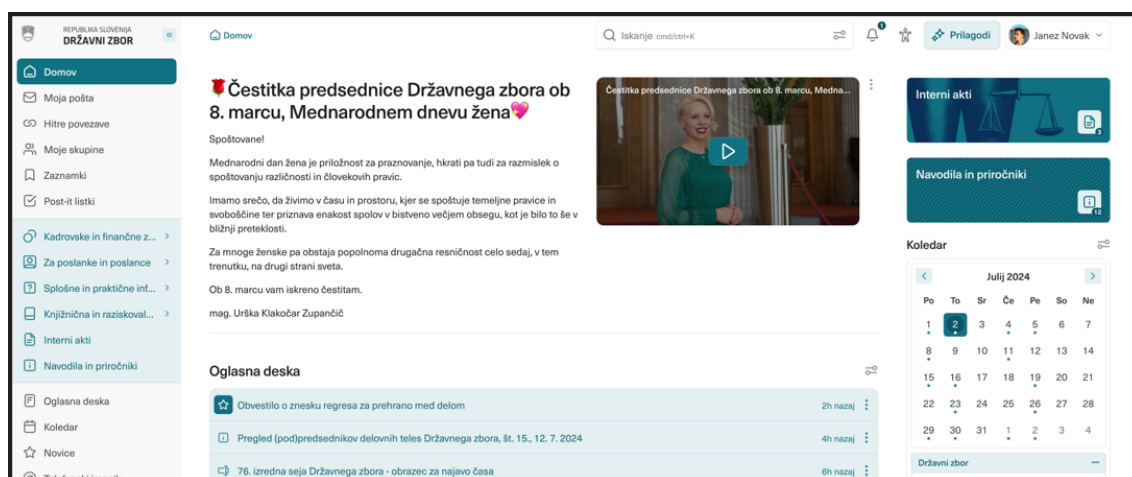 REPUBLIKA SLOVENIJA
DRŽAVNI ZBOR
Domov
Moja pošta
Hitre povezave
Moje skupine
Zaznamki
Post-it listki
Kadrovske in finančne z...
Za poslanke in poslance
Splošne in praktične inf...
Knjižnična in raziskoval...
Interni akti
Navodila in priročniki
Oglasna deska
Koledar
Novice
Domov
Iskanje cmd/ctrl+K
Prilagodi
Janez Novak
Čestitka predsednice Državnega zbora ob
8. marcu, Mednarodnem dnevu žena
Spoštovane!
Mednarodni dan žena je priložnost za praznovanje, hkrati pa tudi za razmislek o
spoštovanju različnosti in človekovih pravic.
Imamo srečo, da živimo v času in prostoru, kjer se spoštuje temeljne pravice in
svoboščine ter priznava enakost spolov v bistveno večjem obsegu, kot je bilo to še v
bližnji preteklosti.
Za mnoge ženske pa obstaja popolnoma drugačna resničnost celo sedaj, v tem
trenutku, na drugi strani sveta.
Ob 8. marcu vam iskreno čestitam.
mag. Urška Klakočar Zupančič
Čestitka predsednice Državnega zbora ob 8. marcu, Medna...
Oglasna deska
Obvestilo o znesku regresa za prehrano med delom 2h nazaj
Pregled (pod)predsednikov delovnih teles Državnega zbora, št. 15., 12. 7. 2024 4h nazaj
76. izredna seja Državnega zbora - obrazec za najavo časa 6h nazaj
Interni akti
3
Navodila in priročniki
12
Koledar
Julij 2024
Po To Sr Če Pe So Ne
1 2 3 4 5 6 7
8 9 10 11 12 13 14
15 16 17 18 19 20 21
22 23 24 25 26 27 28
29 30 31 1 2 3 4
Državni zbor